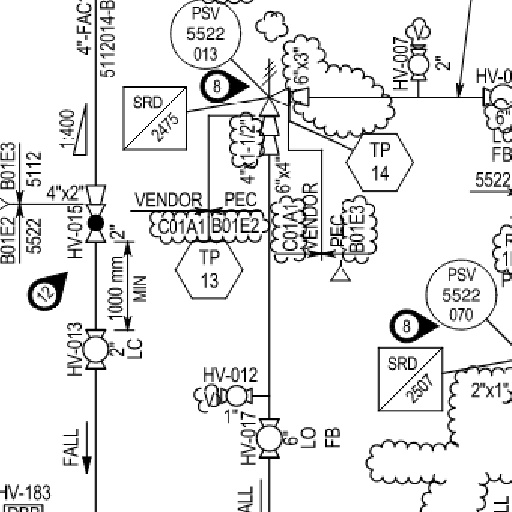 4"-FAC
5112014-B
PSV
5522
013
8
SRD
2475
6"x3"
HV-007
V
2"
HV-0
6"
LO
FB
5522
1:400
4"x1-1/2"
6"x4"
TP
14
B01E3
5112
B01E2
5522
4"x2"
HV-015
2"
VENDOR
PEC
C01A1
B01E2
C01A1
VENDOR
PEC
B01E3
TP
13
12
1000 mm
MIN
HV-013
2"
LC
PSV
5522
070
8
SRD
2507
2"x1"
HV-012
V
1"
HV-017
6"
LO
FB
FALL
HV-183
ALL